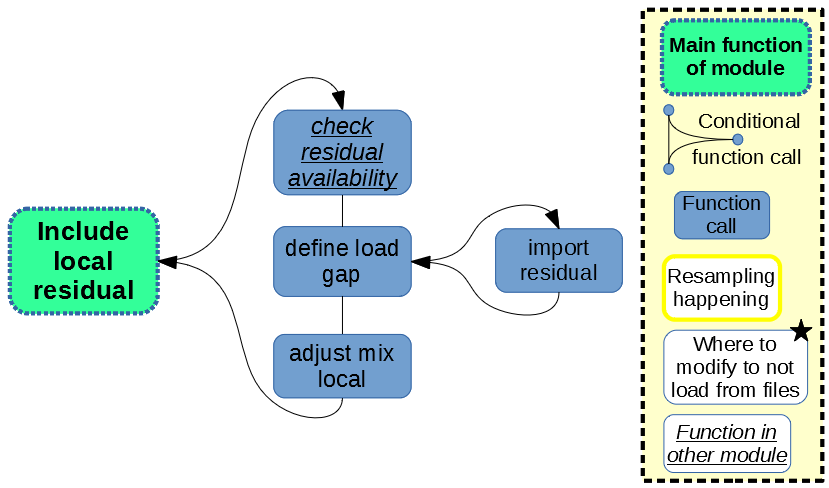 Include
local
residual
check
residual
availability
define load
gap
adjust mix
local
import
residual
Main function
of module
Conditional
function call
Function
call
Resampling
happening
Where to
modify to not
load from files
Function in
other module